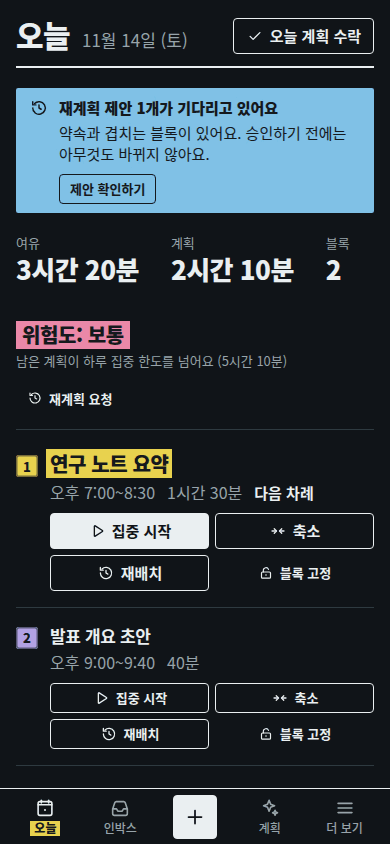 오늘 11월 14일 (토) 오늘 계획 수락
재계획 제안 1개가 기다리고 있어요
약속과 겹치는 블록이 있어요. 승인하기 전에는
아무것도 바뀌지 않아요.
제안 확인하기
여유 계획 블록
3시간 20분 2시간 10분 2
위험도: 보통
남은 계획이 하루 집중 한도를 넘어요 (5시간 10분)
재계획 요청
1 연구 노트 요약
오후 7:00~8:30 1시간 30분 다음 차례
집중 시작 축소
재배치 블록 고정
2 발표 개요 초안
오후 9:00~9:40 40분
집중 시작 축소
재배치 블록 고정
오늘 인박스 계획 더 보기